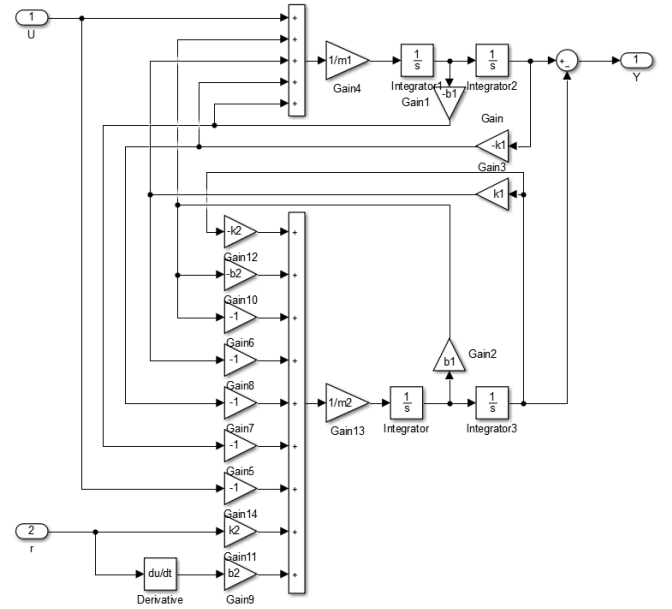 1
U
+
+
+
+
+
1/m1
Gain4
1
s
Integrator1
-b1
Gain1
1
s
Integrator2
+
−
1
Y
Gain
-k1
Gain3
k1
-k2
Gain12
-b2
Gain10
-1
Gain6
-1
Gain8
-1
Gain7
-1
Gain5
-1
Gain14
k2
Gain11
b2
Gain9
+
+
+
+
+
+
+
+
+
1/m2
Gain13
1
s
Integrator
b1
Gain2
1
s
Integrator3
2
r
du/dt
Derivative